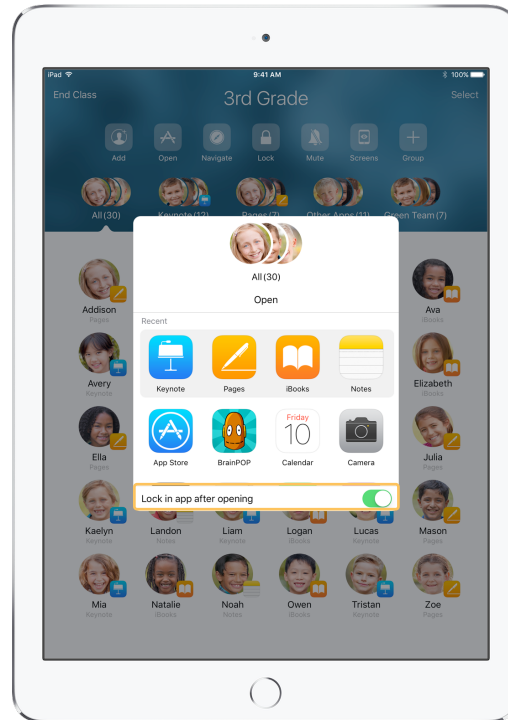 iPad 9:41 AM 100%
End Class 3rd Grade Select
Add Open Navigate Lock Mute Screens Group
All (30) Keynote (12) Pages (7) Other Apps (11) Green Team (7)
All (30)
Open
Recent
Keynote Pages iBooks Notes
App Store BrainPOP Friday 10 Calendar Camera
Lock in app after opening
Addison Ava
Pages iBooks
Avery Elizabeth
Keynote iBooks
Ella Julia
Pages Pages
Kaelyn Landon Liam Logan Lucas Mason
Keynote Notes Keynote iBooks Keynote Pages
Mia Natalie Noah Owen Tristan Zoe
Keynote iBooks Notes iBooks Keynote Pages